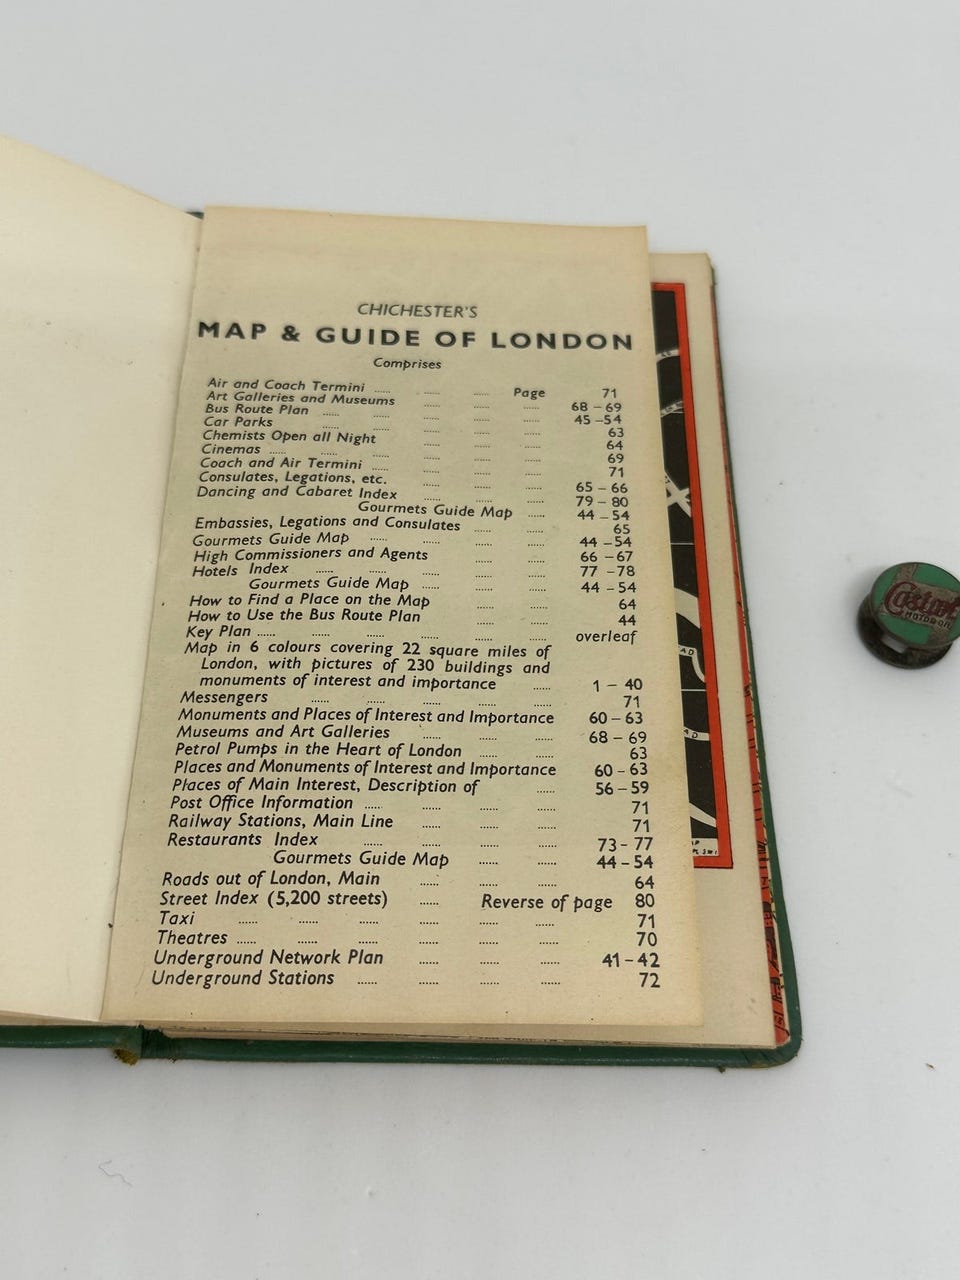 CHICHESTER'S
MAP & GUIDE OF LONDON
Comprises
Air and Coach Termini ...... ...... ...... Page 71
Art Galleries and Museums ...... ...... ...... 68 – 69
Bus Route Plan ...... ...... ...... ...... ...... 45 – 54
Car Parks ...... ...... ...... ...... ...... 63
Chemists Open all Night ...... ...... ...... 64
Cinemas ...... ...... ...... ...... ...... ...... 69
Coach and Air Termini ...... ...... ...... ...... 71
Consulates, Legations, etc. ...... ...... ...... 65 – 66
Dancing and Cabaret Index ...... ...... ...... 79 – 80
Gourmets Guide Map ...... 44 – 54
Embassies, Legations and Consulates ...... ...... 65
Gourmets Guide Map ...... ...... ...... ...... 44 – 54
High Commissioners and Agents ...... ...... 66 – 67
Hotels Index ...... ...... ...... ...... ...... 77 – 78
Gourmets Guide Map ...... ...... ...... 44 – 54
How to Find a Place on the Map ...... ...... 64
How to Use the Bus Route Plan ...... ...... 44
Key Plan ...... ...... ...... ...... ...... ...... overleaf
Map in 6 colours covering 22 square miles of
London, with pictures of 230 buildings and
monuments of interest and importance ...... 1 – 40
Messengers ...... ...... ...... ...... ...... 71
Monuments and Places of Interest and Importance 60 – 63
Museums and Art Galleries ...... ...... ...... 68 – 69
Petrol Pumps in the Heart of London ...... ...... 63
Places and Monuments of Interest and Importance 60 – 63
Places of Main Interest, Description of ...... 56 – 59
Post Office Information ...... ...... ...... ...... 71
Railway Stations, Main Line ...... ...... ...... 71
Restaurants Index ...... ...... ...... ...... 73 – 77
Gourmets Guide Map ...... ...... 44 – 54
Roads out of London, Main ...... ...... ...... 64
Street Index (5,200 streets) ...... Reverse of page 80
Taxi ...... ...... ...... ...... ...... ...... 71
Theatres ...... ...... ...... ...... ...... ...... 70
Underground Network Plan ...... ...... ...... 41 – 42
Underground Stations ...... ...... ...... ...... 72
Castrol
MOTOR OIL